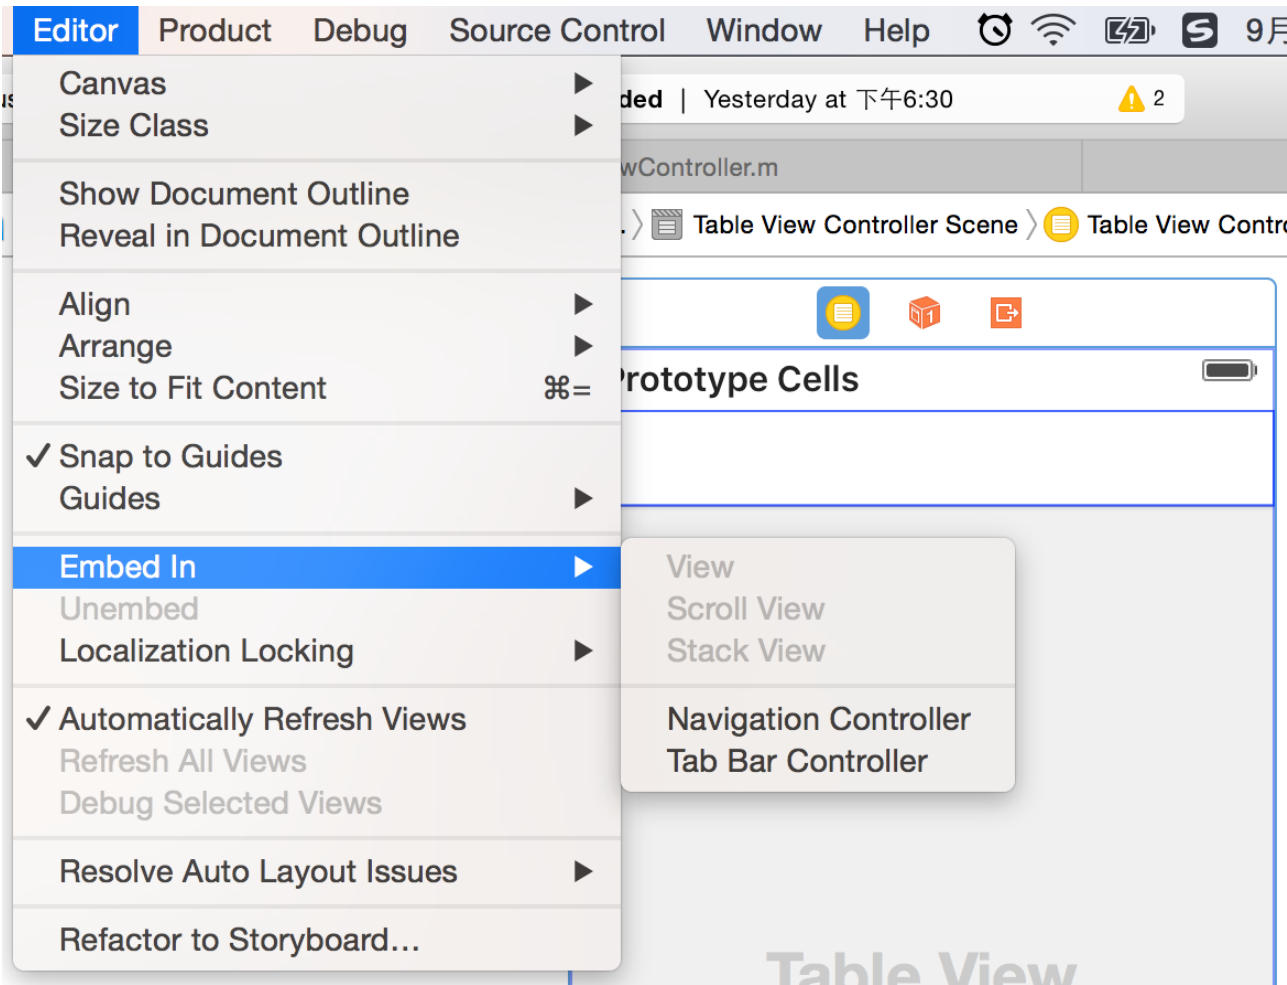 Editor Product Debug Source Control Window Help 9月
Canvas
Size Class
ded | Yesterday at 下午6:30 2
wController.m
Show Document Outline
Reveal in Document Outline
Table View Controller Scene Table View Contr
Align
Arrange
Size to Fit Content ⌘=
Prototype Cells
Snap to Guides
Guides
Embed In
Unembed
Localization Locking
View
Scroll View
Stack View
Navigation Controller
Tab Bar Controller
Automatically Refresh Views
Refresh All Views
Debug Selected Views
Resolve Auto Layout Issues
Refactor to Storyboard...
Table View